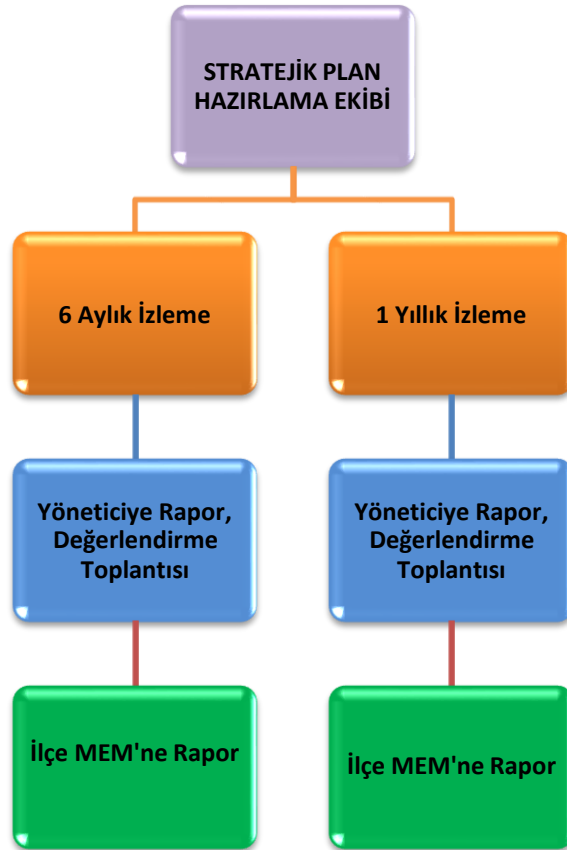 STRATEJİK PLAN
HAZIRLAMA EKİBİ
6 Aylık İzleme
1 Yıllık İzleme
Yöneticiye Rapor,
Değerlendirme
Toplantısı
Yöneticiye Rapor,
Değerlendirme
Toplantısı
İlçe MEM'ne Rapor
İlçe MEM'ne Rapor